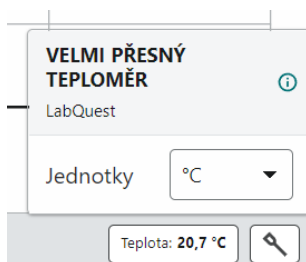 VELMI PŘESNÝ
TEPLOMĚR
LabQuest
Jednotky
°C
Teplota: 20,7 °C